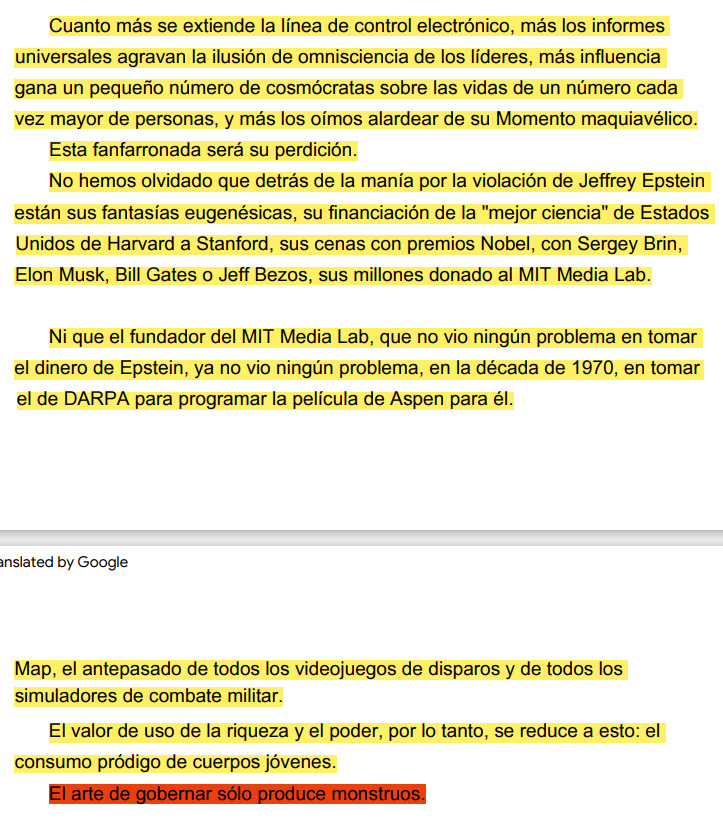 Cuanto más se extiende la línea de control electrónico, más los informes
universales agravan la ilusión de omnisciencia de los líderes, más influencia
gana un pequeño número de cosmócratas sobre las vidas de un número cada
vez mayor de personas, y más los oímos alardear de su Momento maquiavélico.
Esta fanfarronada será su perdición.
No hemos olvidado que detrás de la manía por la violación de Jeffrey Epstein
están sus fantasías eugenésicas, su financiación de la "mejor ciencia" de Estados
Unidos de Harvard a Stanford, sus cenas con premios Nobel, con Sergey Brin,
Elon Musk, Bill Gates o Jeff Bezos, sus millones donado al MIT Media Lab.
Ni que el fundador del MIT Media Lab, que no vio ningún problema en tomar
el dinero de Epstein, ya no vio ningún problema, en la década de 1970, en tomar
el de DARPA para programar la película de Aspen para él.
anslated by Google
Map, el antepasado de todos los videojuegos de disparos y de todos los
simuladores de combate militar.
El valor de uso de la riqueza y el poder, por lo tanto, se reduce a esto: el
consumo pródigo de cuerpos jóvenes.
El arte de gobernar sólo produce monstruos.